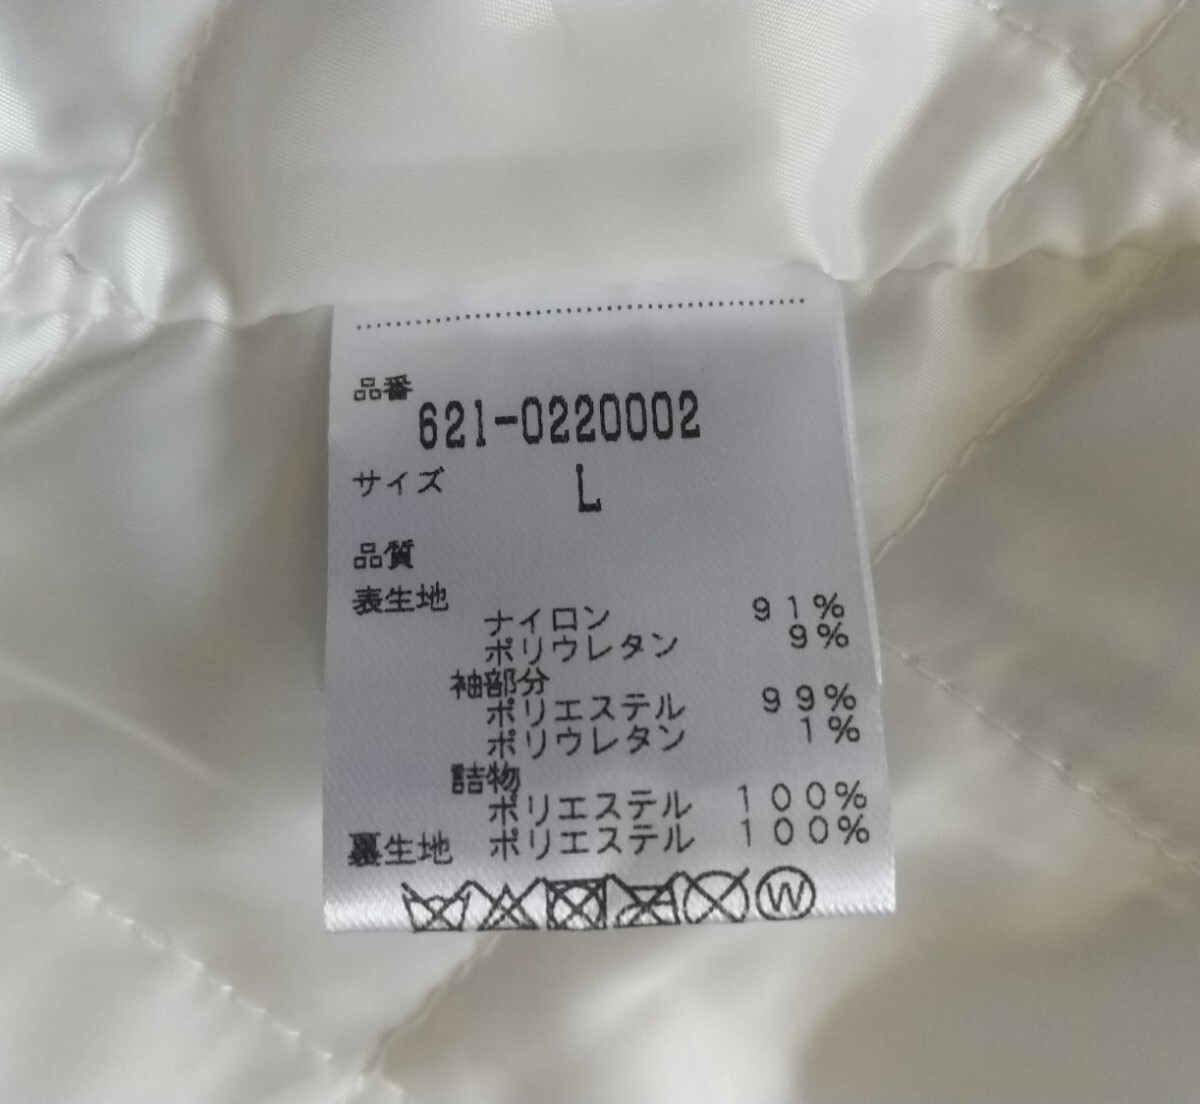 品番
621-0220002
サイズ L
品質
表生地
ナイロン 91%
ポリウレタン 9%
袖部分
ポリエステル 99%
ポリウレタン 1%
詰物
ポリエステル 100%
裏生地 ポリエステル 100%
W